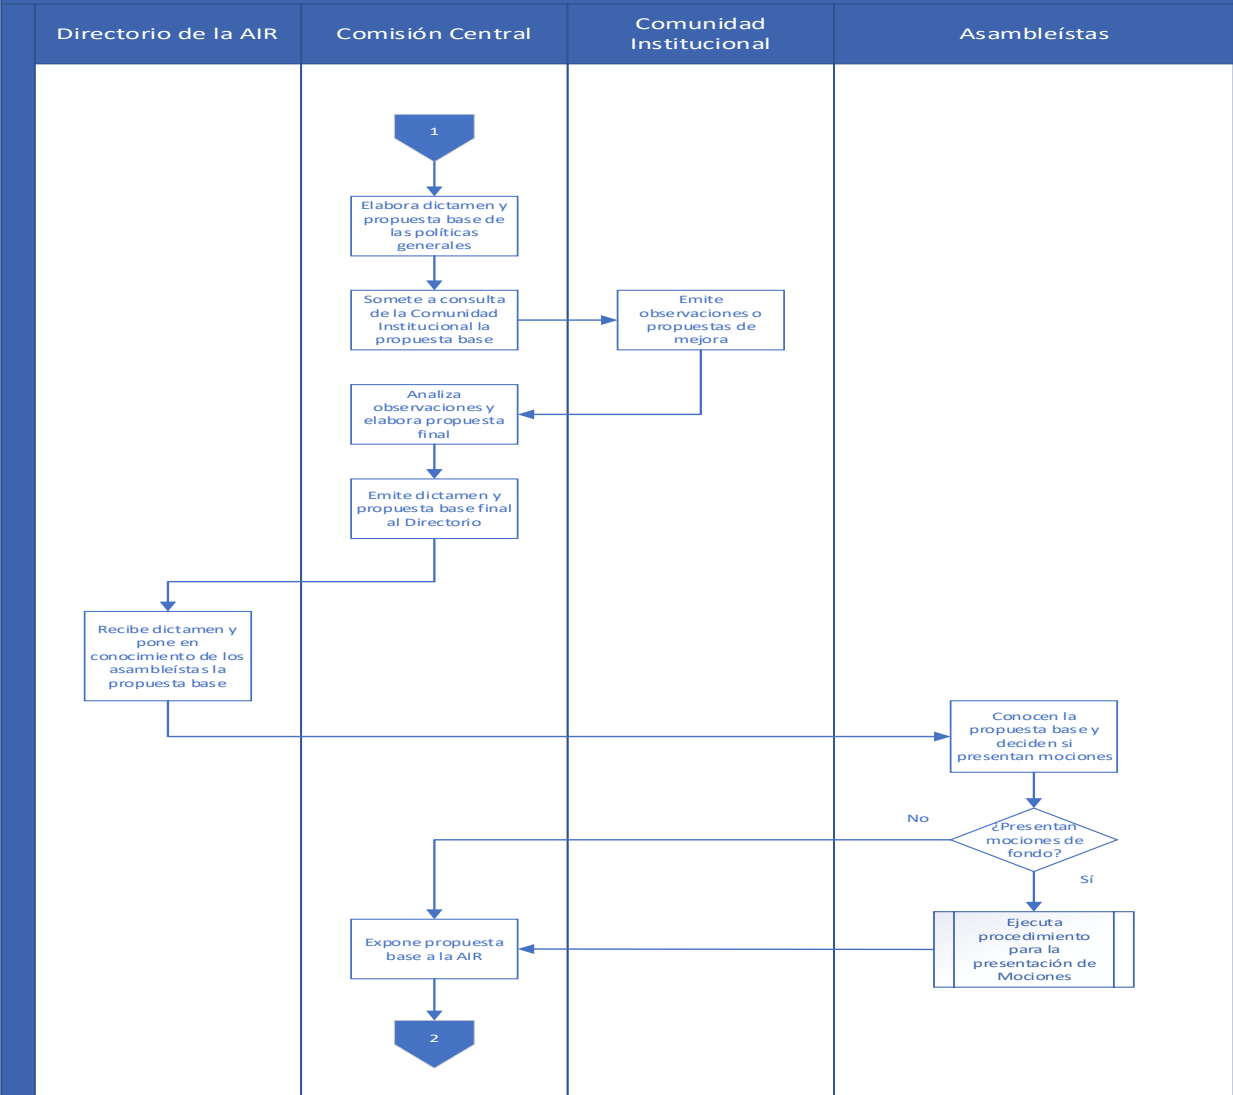 Directorio de la AIR
Comisión Central
Comunidad
Institucional
Asambleístas
1
Elabora dictamen y
propuesta base de
las políticas
generales
Somete a consulta
de la Comunidad
Institucional la
propuesta base
Emite
observaciones o
propuestas de
mejora
Analiza
observaciones y
elabora propuesta
final
Emite dictamen y
propuesta base final
al Directorio
Recibe dictamen y
pone en
conocimiento de los
asambleístas la
propuesta base
Conocen la
propuesta base y
deciden si
presentan mociones
No
¿Presentan
mociones de
fondo?
Sí
Ejecuta
procedimiento
para la
presentación de
Mociones
Expone propuesta
base a la AIR
2